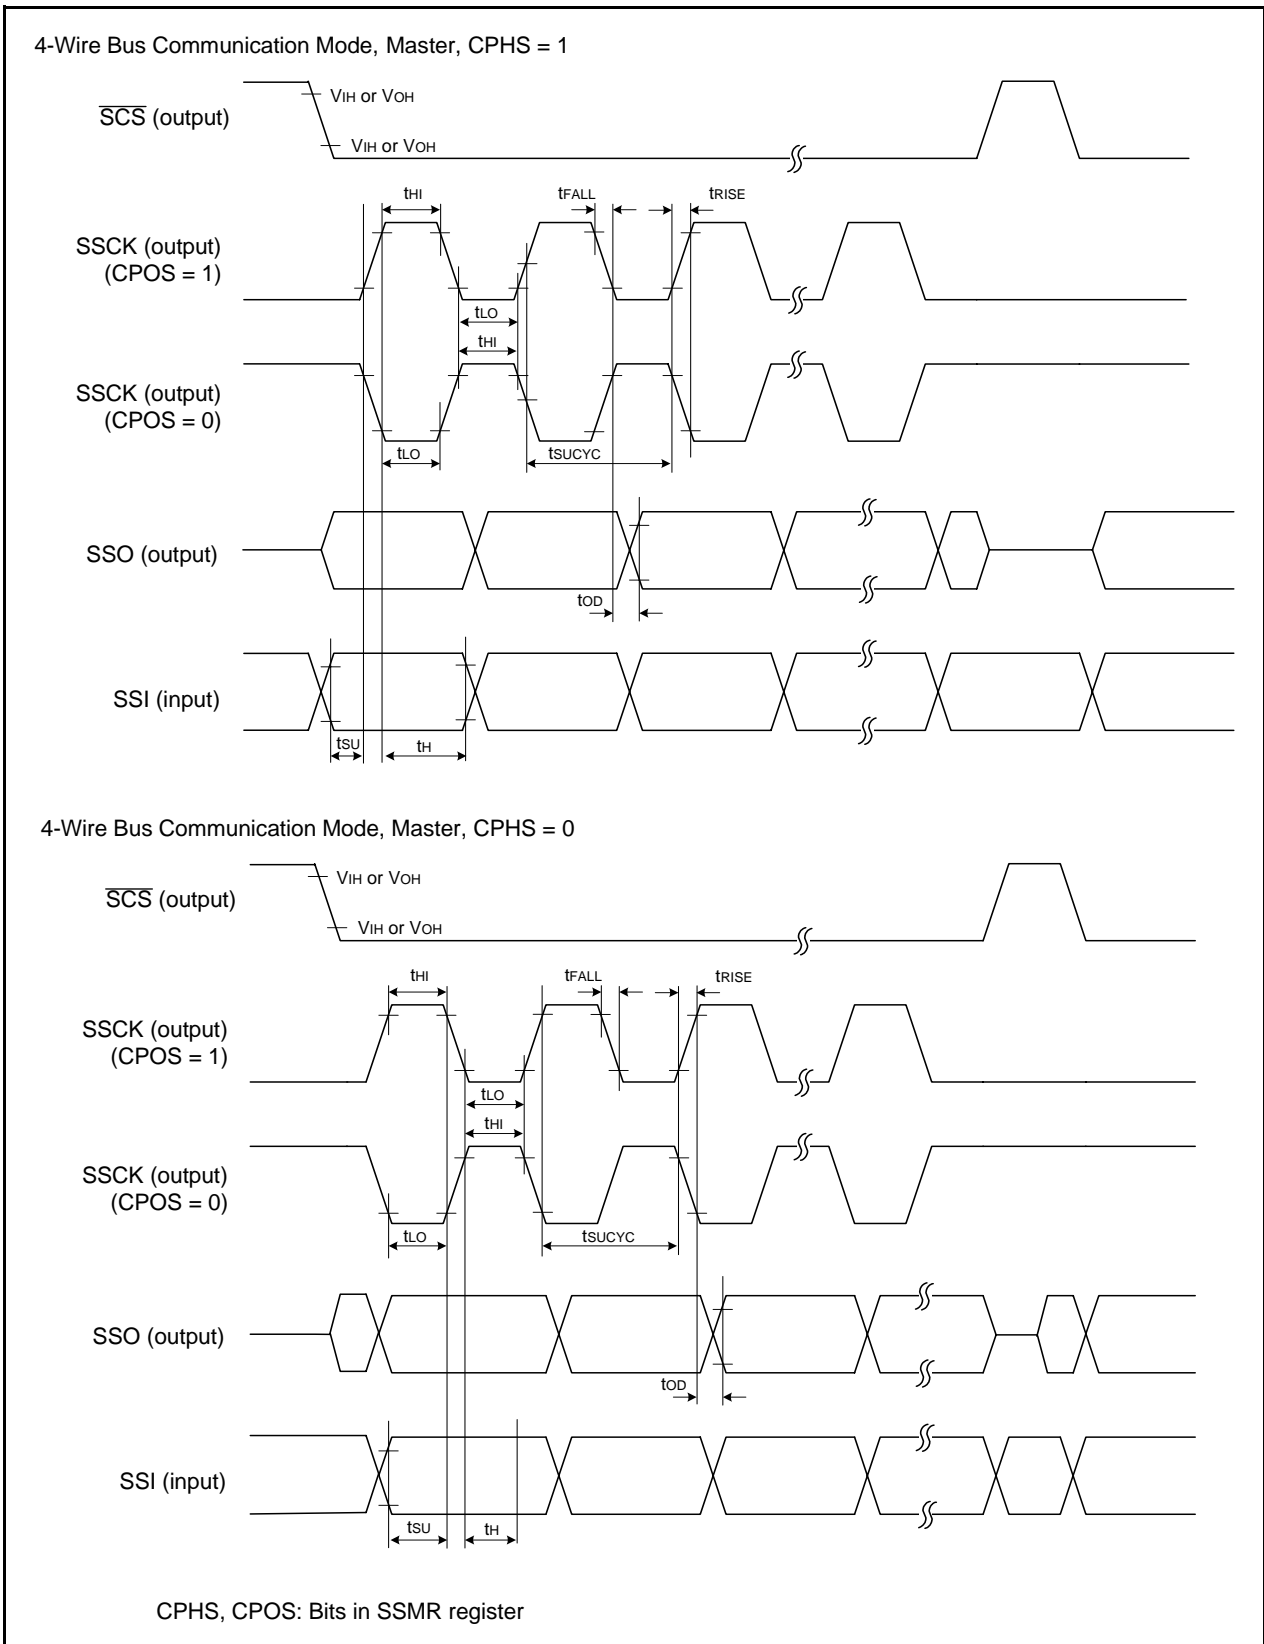 4-Wire Bus Communication Mode, Master, CPHS = 1
SCS (output)
VIH or VOH
VIH or VOH
tHI
tFALL
tRISE
SSCK (output)
(CPOS = 1)
tLO
tHI
SSCK (output)
(CPOS = 0)
tLO
tSUCYC
SSO (output)
tOD
SSI (input)
tSU
tH
4-Wire Bus Communication Mode, Master, CPHS = 0
SCS (output)
VIH or VOH
VIH or VOH
tHI
tFALL
tRISE
SSCK (output)
(CPOS = 1)
tLO
tHI
SSCK (output)
(CPOS = 0)
tLO
tSUCYC
SSO (output)
tOD
SSI (input)
tSU
tH
CPHS, CPOS: Bits in SSMR register